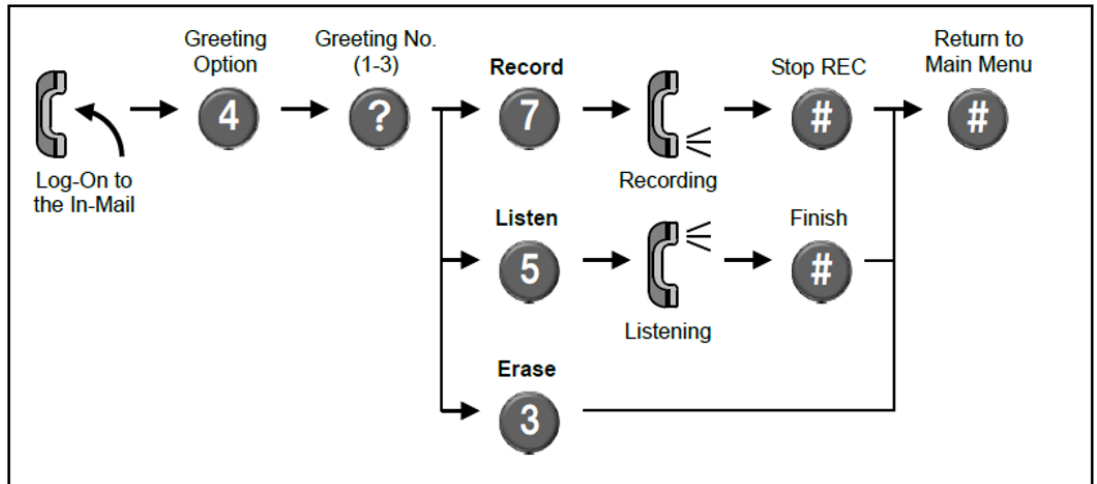 Greeting
Option
Greeting No.
(1-3)
Record
Stop REC
Return to
Main Menu
4
?
7
#
#
Log-On to
the In-Mail
Recording
Listen
Finish
5
#
Listening
Erase
3